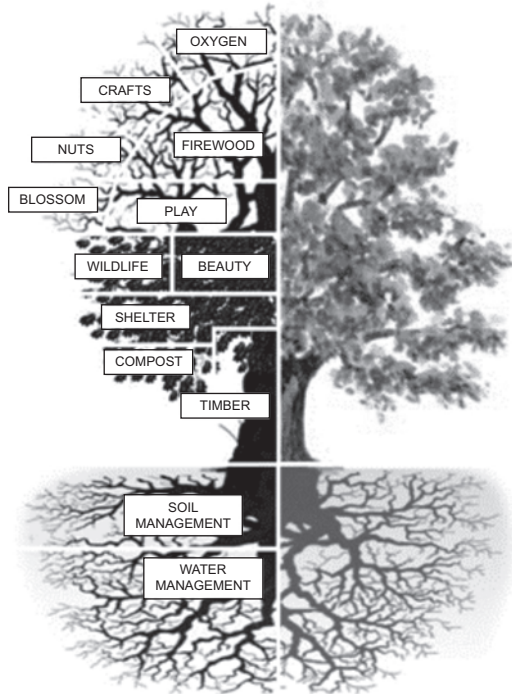 OXYGEN
CRAFTS
NUTS
FIREWOOD
BLOSSOM
PLAY
WILDLIFE
BEAUTY
SHELTER
COMPOST
TIMBER
SOIL
MANAGEMENT
WATER
MANAGEMENT